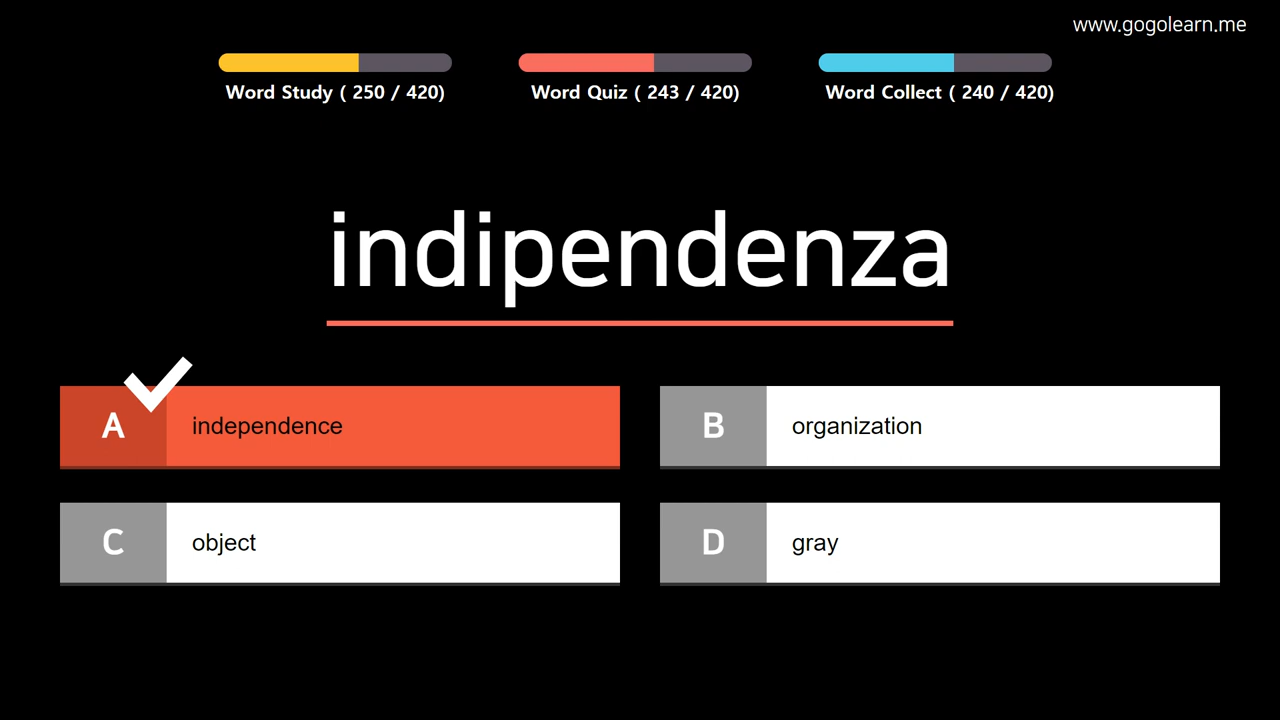 www.gogolearn.me
Word Study ( 250 / 420)
Word Quiz ( 243 / 420)
Word Collect ( 240 / 420)
indipendenza
A independence
B organization
C object
D gray